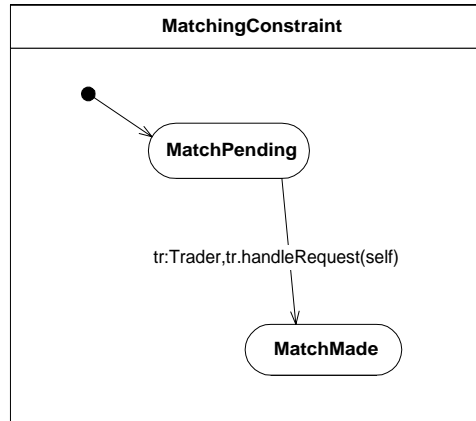 MatchingConstraint
MatchPending
tr:Trader,tr.handleRequest(self)
MatchMade